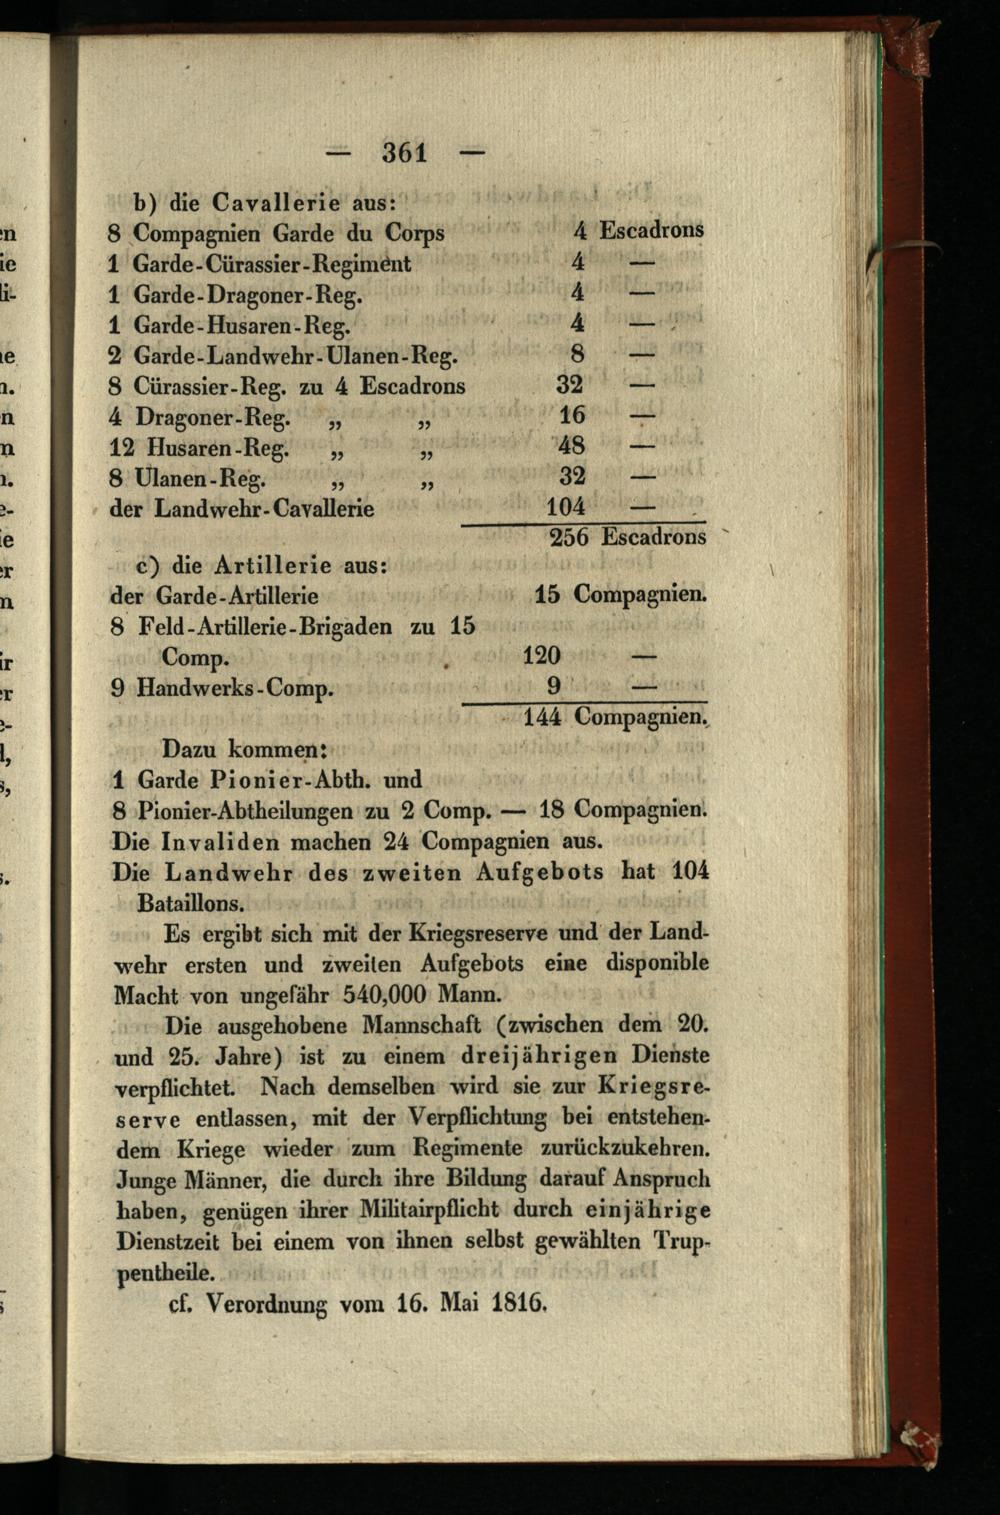 — 361 —
b) die Cavallerie aus:
8 Compagnien Garde du Corps 4 Escadrons
1 Garde-Cürassier-Regiment 4 —
1 Garde-Dragoner-Reg. 4 —
1 Garde-Husaren-Reg. 4 —
2 Garde-Landwehr-Ulanen-Reg. 8 —
8 Cürassier-Reg. zu 4 Escadrons 32 —
4 Dragoner-Reg. „ „ 16 —
12 Husaren-Reg. „ „ 48 —
8 Ulanen-Reg. „ „ 32 —
der Landwehr-Cavallerie 104 —
256 Escadrons
c) die Artillerie aus:
der Garde-Artillerie 15 Compagnien.
8 Feld-Artillerie-Brigaden zu 15
Comp. 120 —
9 Handwerks-Comp. 9 —
144 Compagnien.
Dazu kommen:
1 Garde Pionier-Abth. und
8 Pionier-Abtheilungen zu 2 Comp. — 18 Compagnien.
Die Invaliden machen 24 Compagnien aus.
Die Landwehr des zweiten Aufgebots hat 104
Bataillons.
Es ergibt sich mit der Kriegsreserve und der Land-
wehr ersten und zweiten Aufgebots eine disponible
Macht von ungefähr 540,000 Mann.
Die ausgehobene Mannschaft (zwischen dem 20.
und 25. Jahre) ist zu einem dreijährigen Dienste
verpflichtet. Nach demselben wird sie zur Kriegsre-
serve entlassen, mit der Verpflichtung bei entstehen-
dem Kriege wieder zum Regimente zurückzukehren.
Junge Männer, die durch ihre Bildung darauf Anspruch
haben, genügen ihrer Militairpflicht durch einjährige
Dienstzeit bei einem von ihnen selbst gewählten Trup-
pentheile.
cf. Verordnung vom 16. Mai 1816.